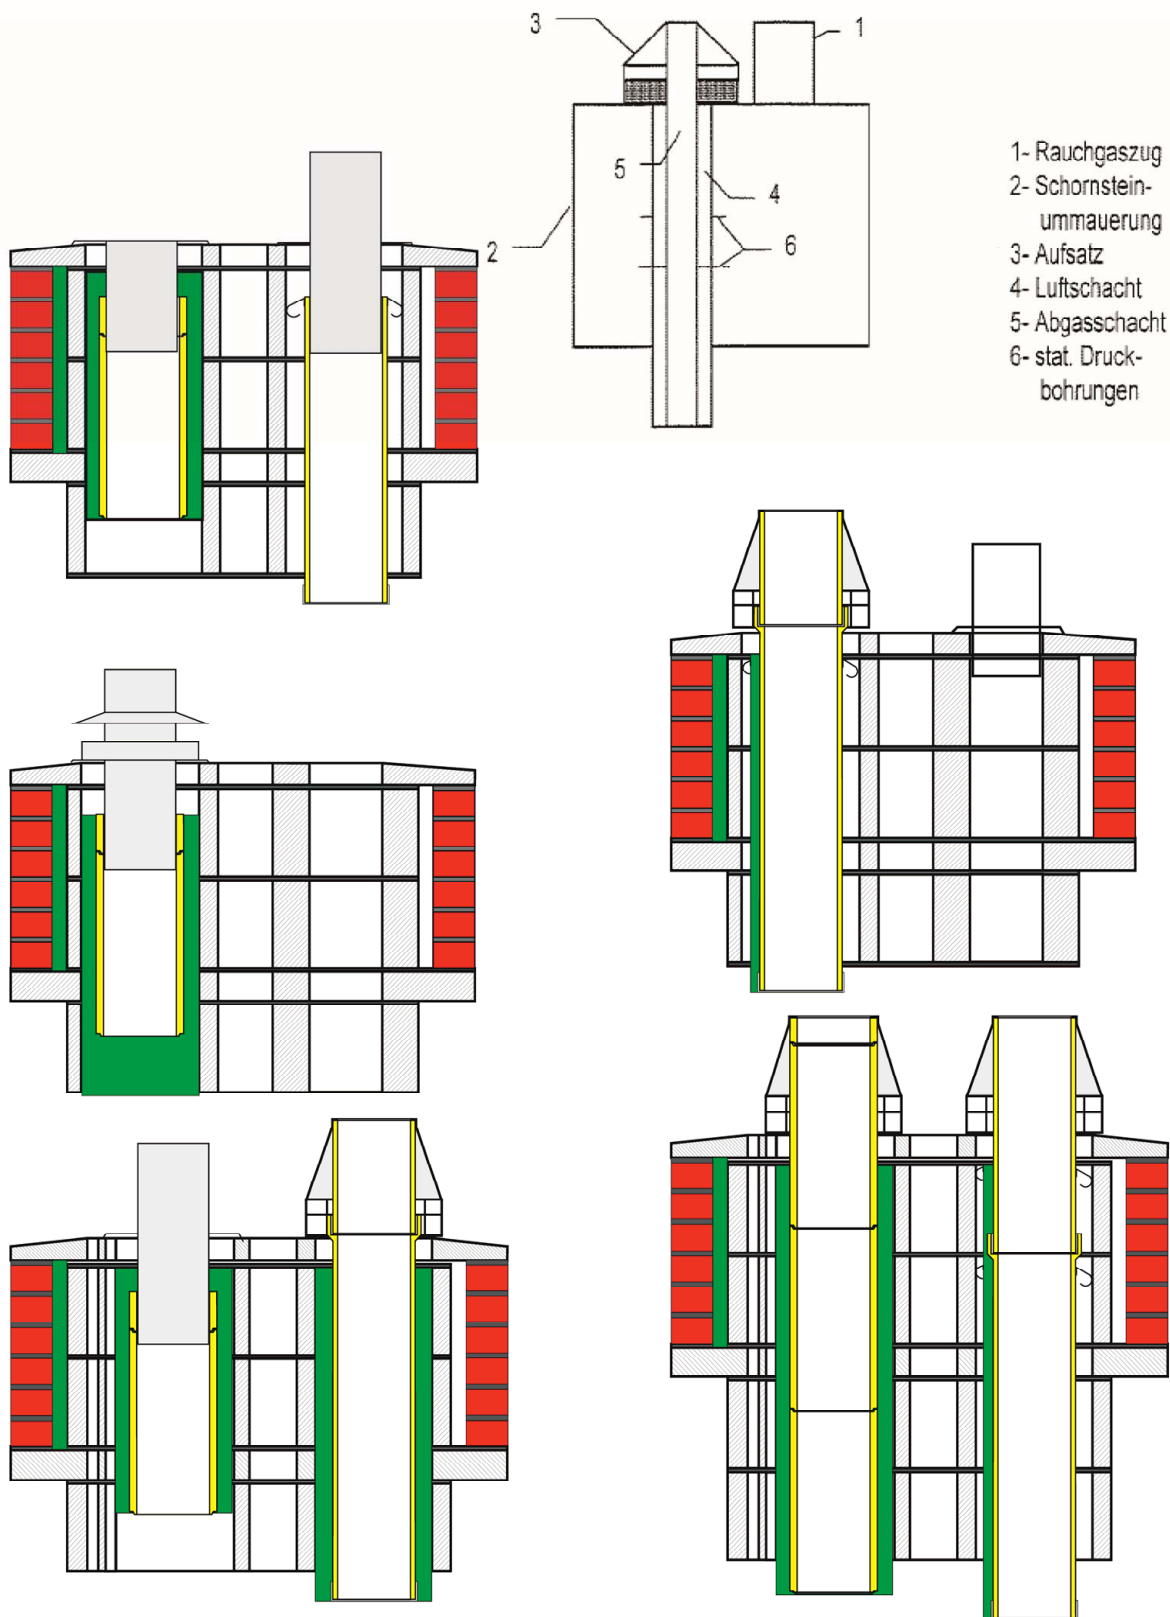 3
1
5
4
2
6
1- Rauchgaszug
2- Schornstein-
ummauerung
3- Aufsatz
4- Luftschacht
5- Abgasschacht
6- stat. Druck-
bohrungen